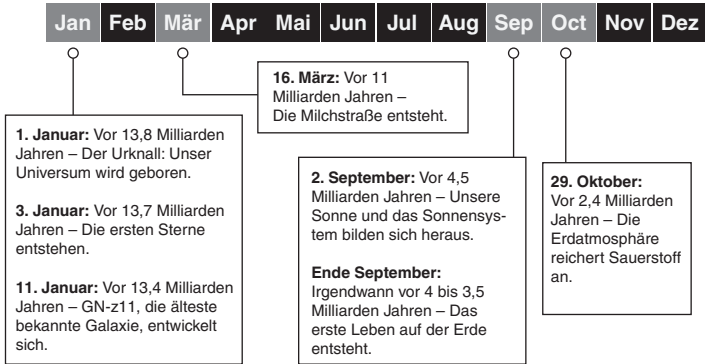 Jan Feb Mär Apr Mai Jun Jul Aug Sep Oct Nov Dez
16. März: Vor 11
Milliarden Jahren –
Die Milchstraße entsteht.
1. Januar: Vor 13,8 Milliarden
Jahren – Der Urknall: Unser
Universum wird geboren.
3. Januar: Vor 13,7 Milliarden
Jahren – Die ersten Sterne
entstehen.
11. Januar: Vor 13,4 Milliarden
Jahren – GN-z11, die älteste
bekannte Galaxie, entwickelt
sich.
2. September: Vor 4,5
Milliarden Jahren – Unsere
Sonne und das Sonnensys-
tem bilden sich heraus.
Ende September:
Irgendwann vor 4 bis 3,5
Milliarden Jahren – Das
erste Leben auf der Erde
entsteht.
29. Oktober:
Vor 2,4 Milliarden
Jahren – Die
Erdatmosphäre
reichert Sauerstoff
an.